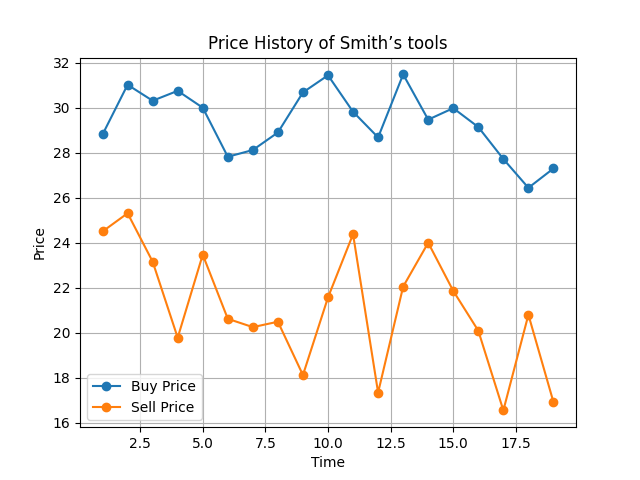 Price History of Smith’s tools
32
30
28
26
24
22
20
18
16
Price
Buy Price
Sell Price
2.5 5.0 7.5 10.0 12.5 15.0 17.5
Time